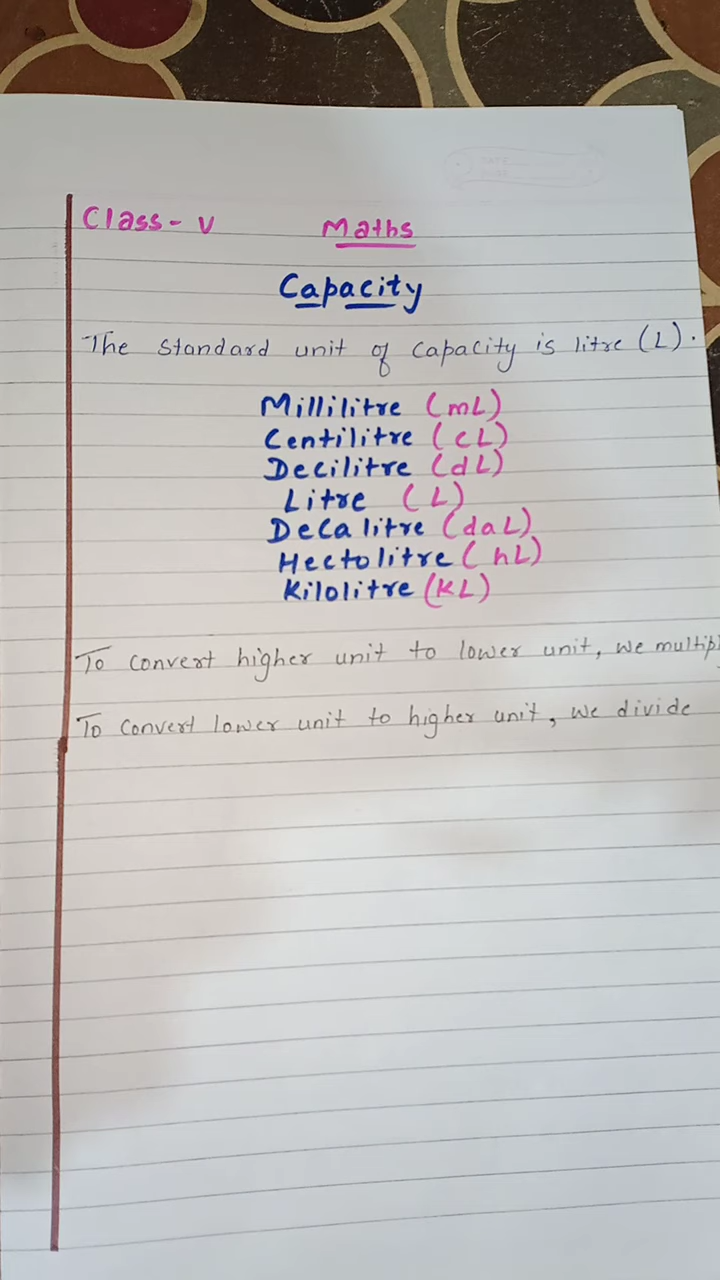 Class - V Maths
Capacity
The standard unit of capacity is litre (L).
Millilitre (mL)
Centilitre (cL)
Decilitre (dL)
Litre (L)
Decalitre (daL)
Hectolitre (hL)
Kilolitre (KL)
To convert higher unit to lower unit, we multipl
To convert lower unit to higher unit, we divide